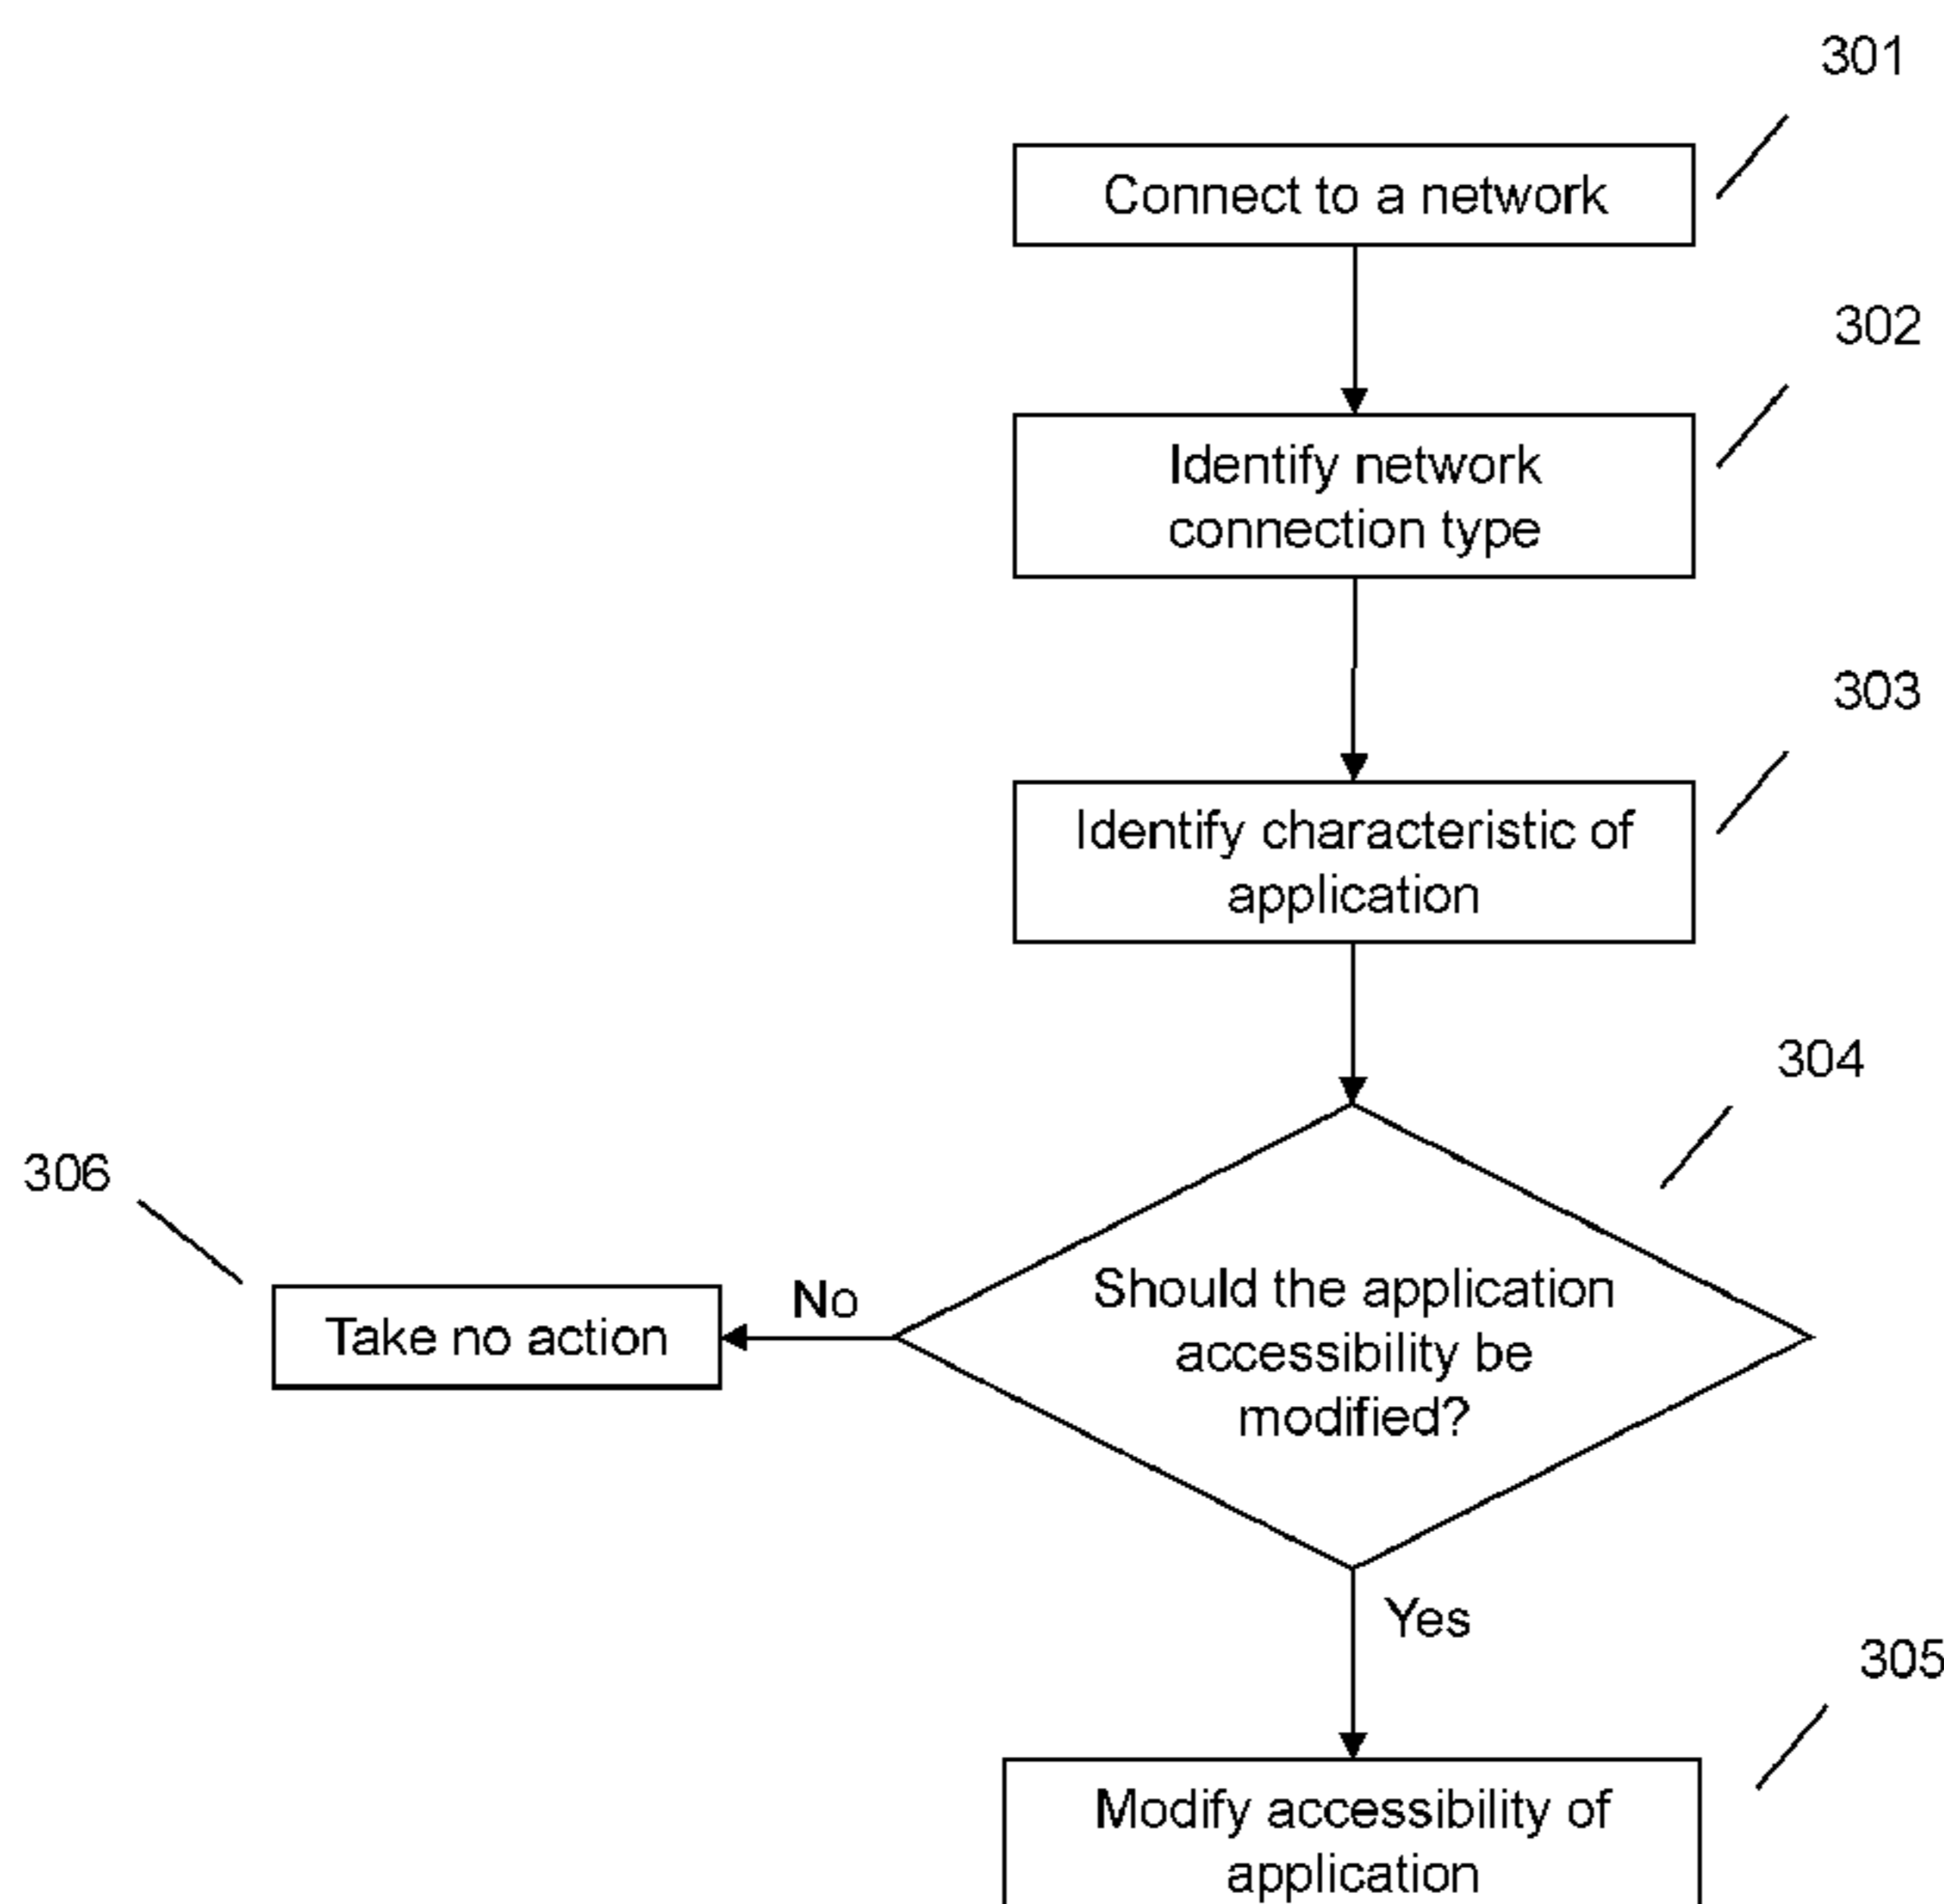 301
Connect to a network
302
Identify network
connection type
303
Identify characteristic of
application
304
306
Should the application
accessibility be
modified?
No
Take no action
Yes
305
Modify accessibility of
application